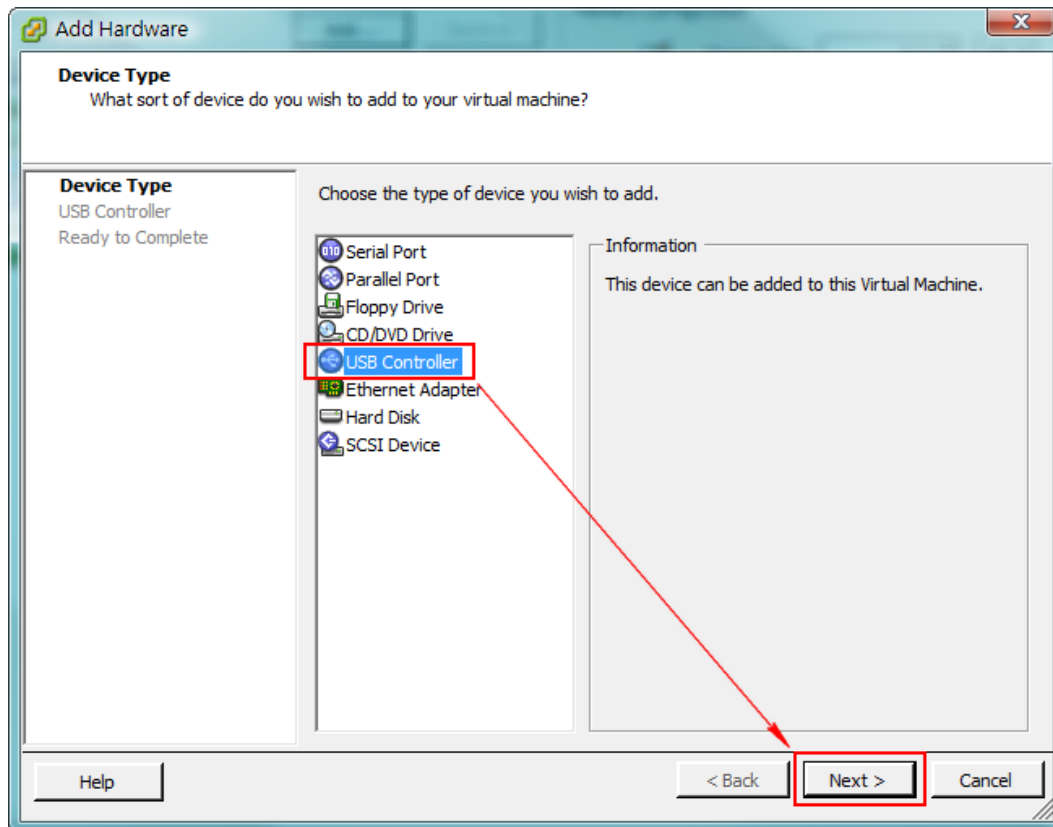 Add Hardware
Device Type
What sort of device do you wish to add to your virtual machine?
Device Type
USB Controller
Ready to Complete
Choose the type of device you wish to add.
Serial Port
Parallel Port
Floppy Drive
CD/DVD Drive
USB Controller
Ethernet Adapter
Hard Disk
SCSI Device
Information
This device can be added to this Virtual Machine.
Help
< Back
Next >
Cancel